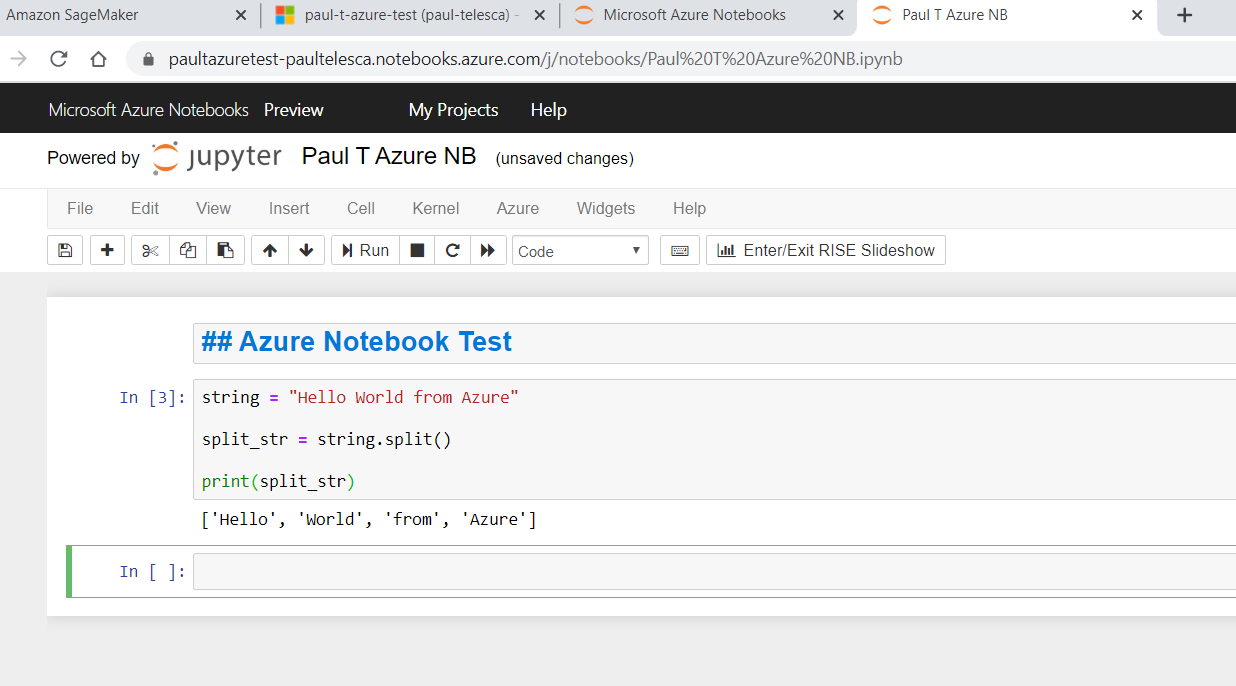 Amazon SageMaker
paul-t-azure-test (paul-telesca) -
Microsoft Azure Notebooks
Paul T Azure NB
paultazuretest-paultelesca.notebooks.azure.com/j/notebooks/Paul%20T%20Azure%20NB.ipynb
Microsoft Azure Notebooks Preview My Projects Help
Powered by jupyter Paul T Azure NB (unsaved changes)
File Edit View Insert Cell Kernel Azure Widgets Help
Run Code Enter/Exit RISE Slideshow
## Azure Notebook Test
In [3]: string = "Hello World from Azure"
split_str = string.split()
print(split_str)
['Hello', 'World', 'from', 'Azure']
In [ ]: